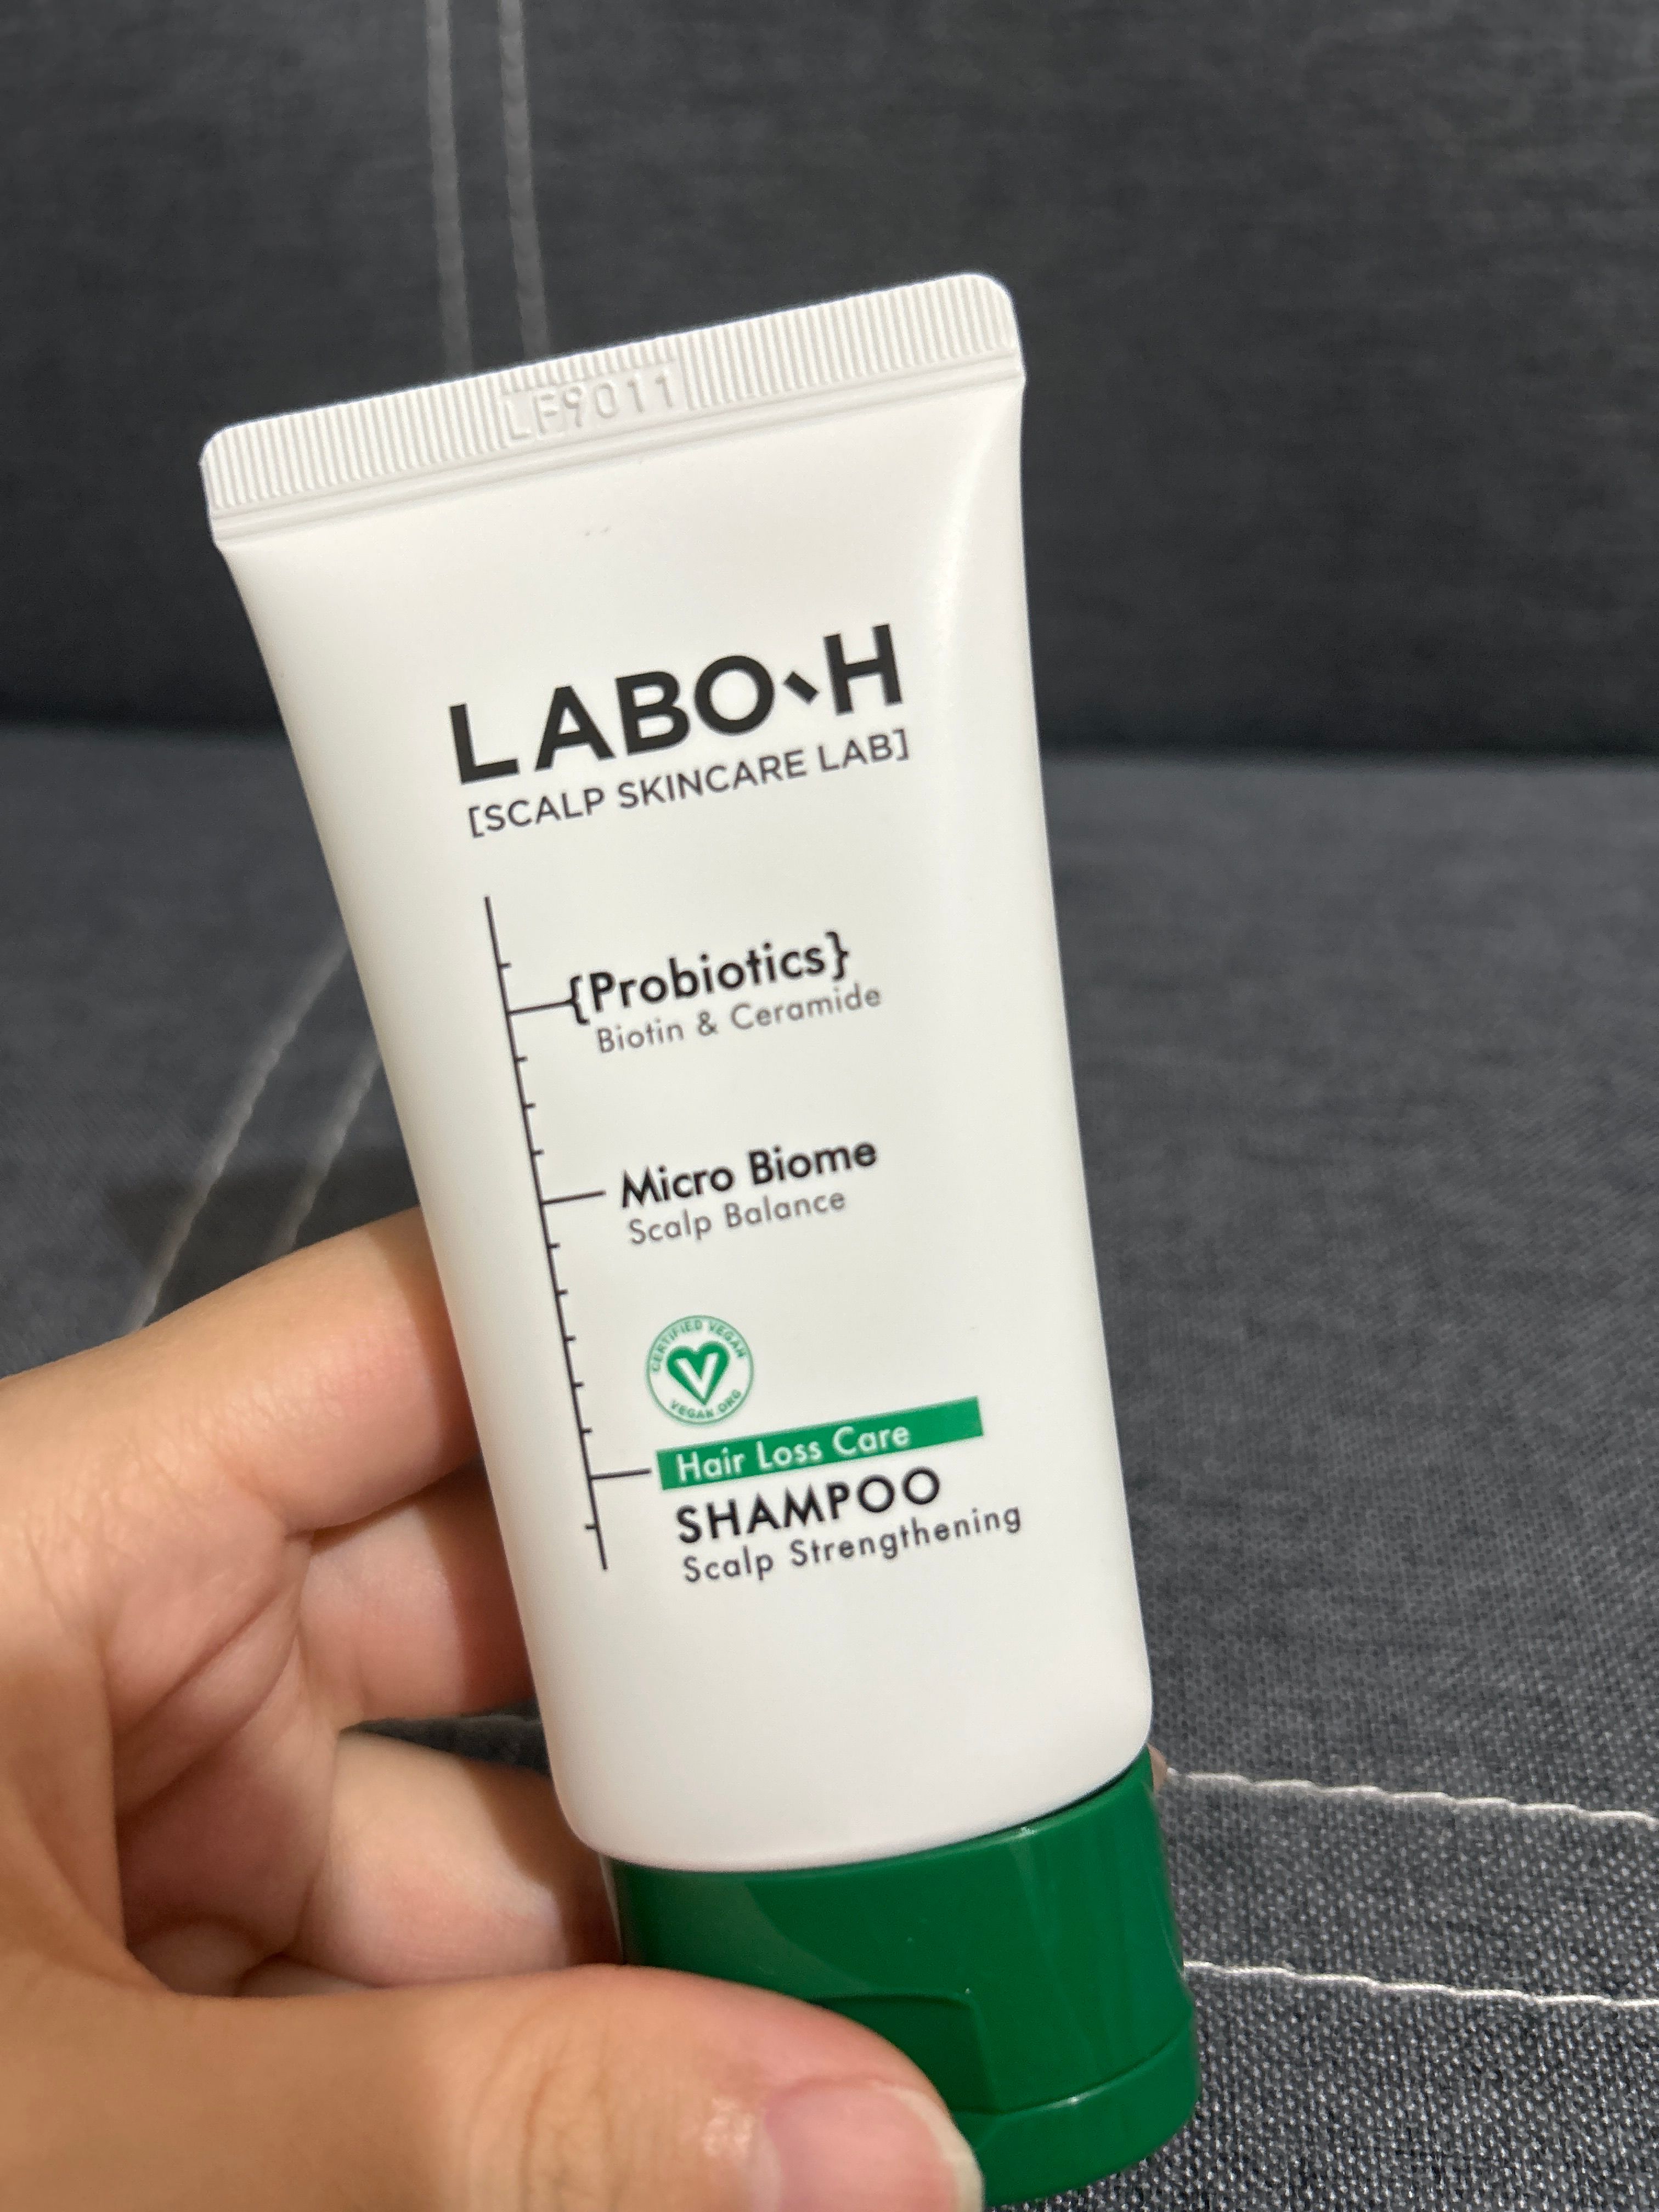 LF9011
LABO-H
[SCALP SKINCARE LAB]
{Probiotics}
Biotin & Ceramide
Micro Biome
Scalp Balance
CERTIFIED VEGAN
VEGAN.ORG
Hair Loss Care
SHAMPOO
Scalp Strengthening